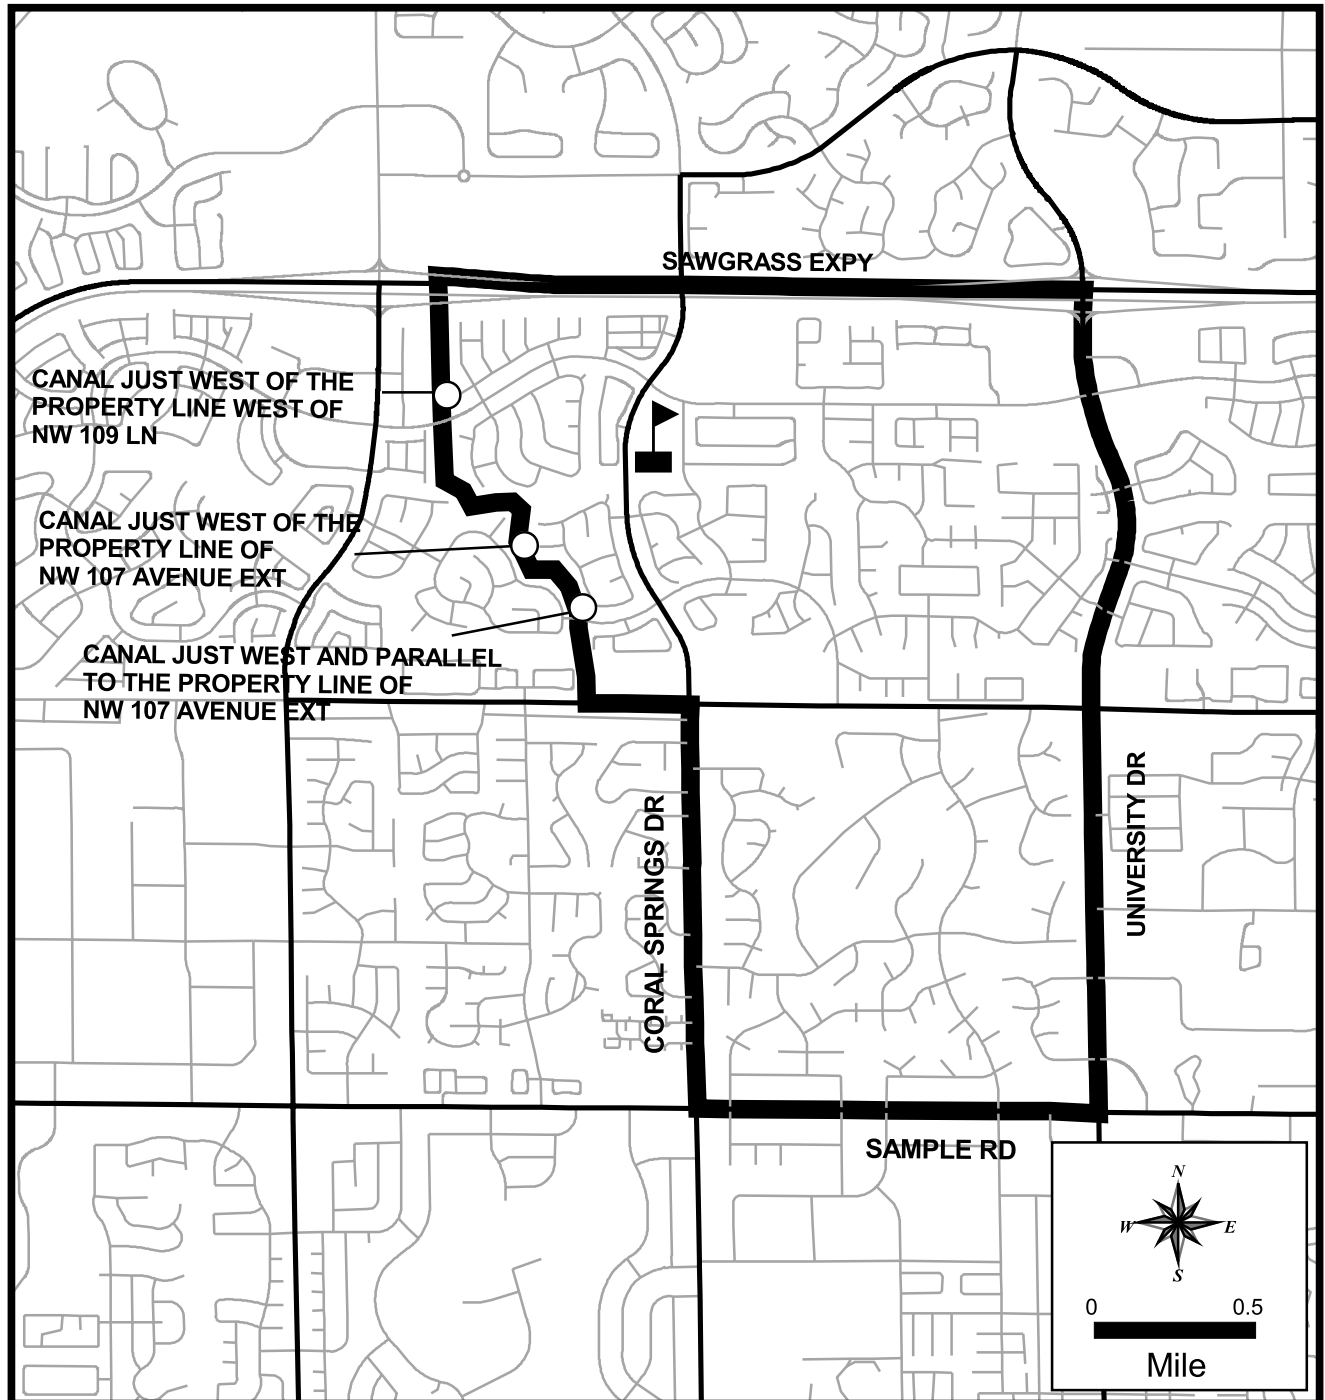 SAWGRASS EXPY
CANAL JUST WEST OF THE
PROPERTY LINE WEST OF
NW 109 LN
CANAL JUST WEST OF THE
PROPERTY LINE OF
NW 107 AVENUE EXT
CANAL JUST WEST AND PARALLEL
TO THE PROPERTY LINE OF
NW 107 AVENUE EXT
CORAL SPRINGS DR
UNIVERSITY DR
SAMPLE RD
N
W E
S
0 0.5
Mile